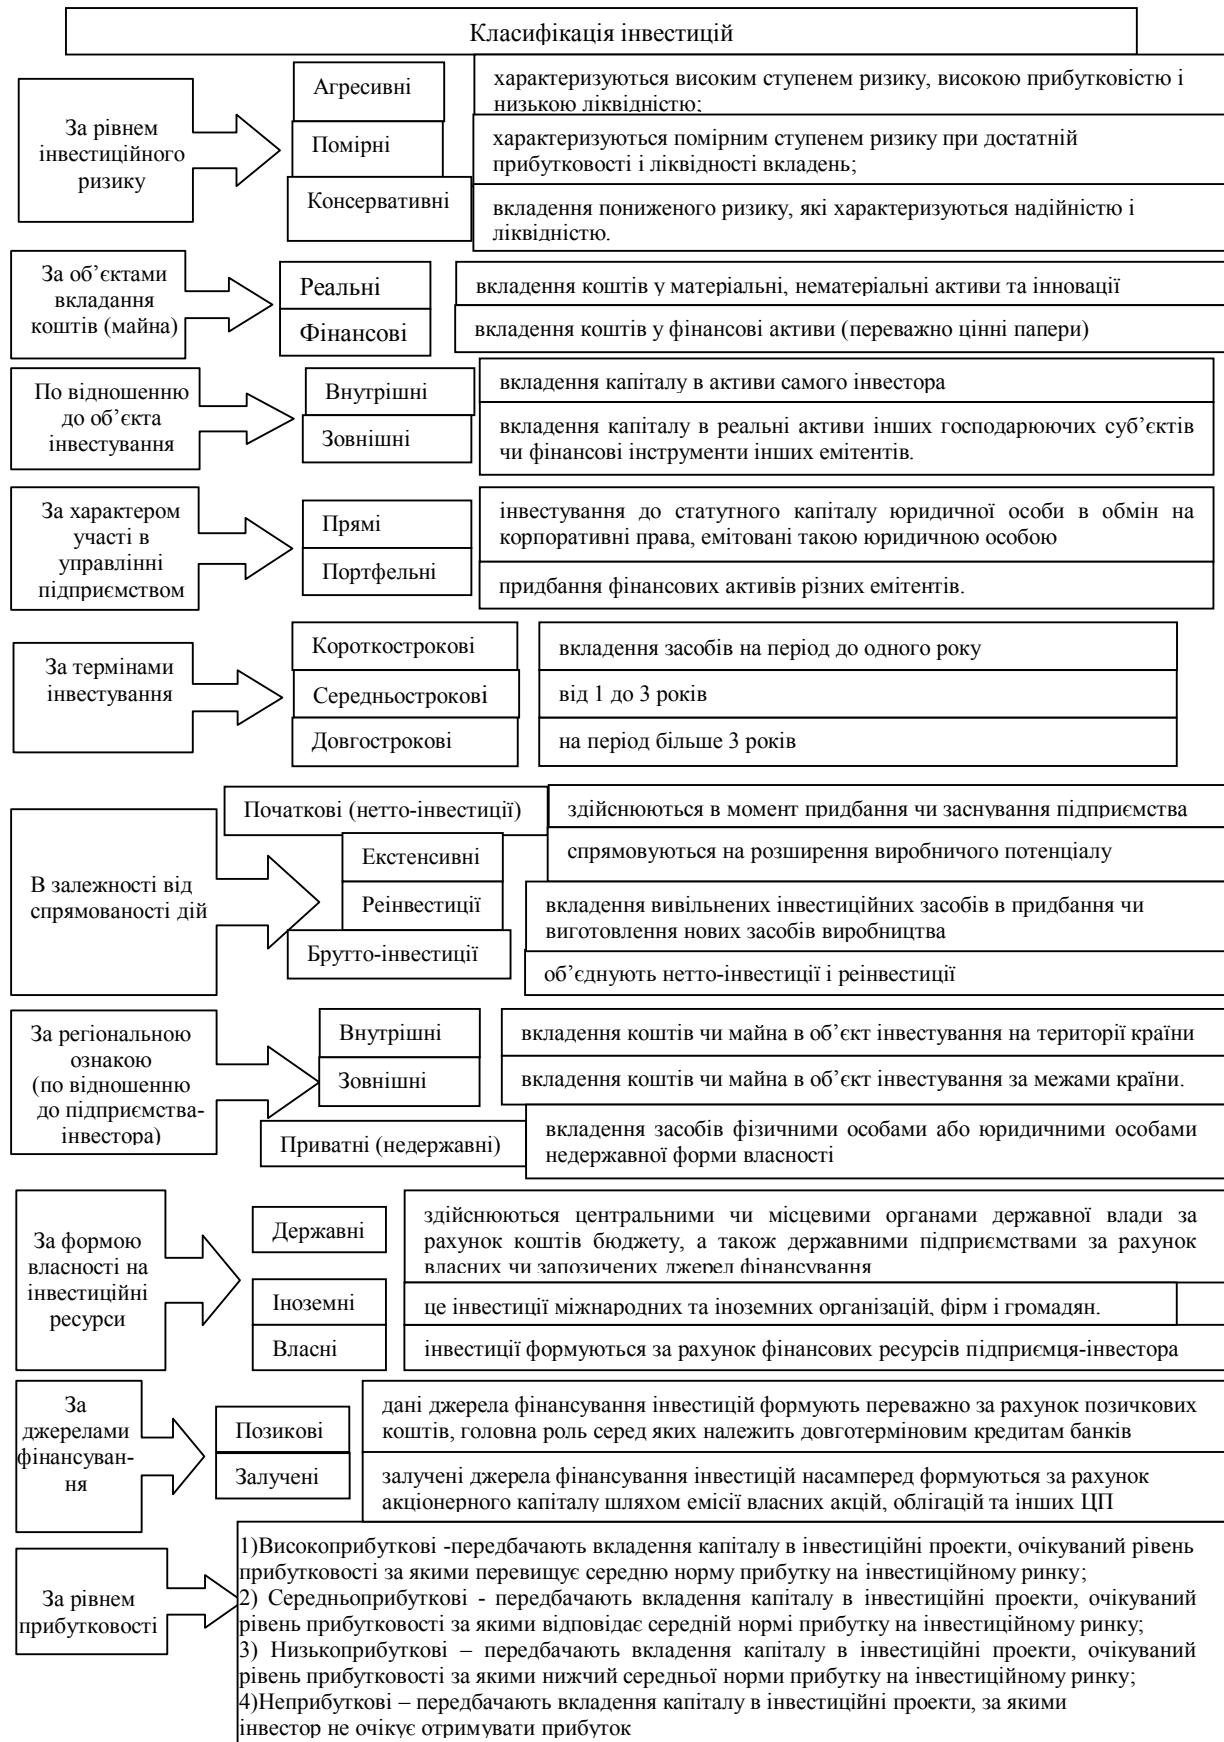 Класифікація інвестицій
За рівнем
інвестиційного
ризику
Агресивні
характеризуються високим ступенем ризику, високою прибутковістю і
низькою ліквідністю;
Помірні
характеризуються помірним ступенем ризику при достатній
прибутковості і ліквідності вкладень;
Консервативні
вкладення пониженого ризику, які характеризуються надійністю і
ліквідністю.
За об’єктами
вкладання
коштів (майна)
Реальні
вкладення коштів у матеріальні, нематеріальні активи та інновації
Фінансові
вкладення коштів у фінансові активи (переважно цінні папери)
По відношенню
до об’єкта
інвестування
Внутрішні
вкладення капіталу в активи самого інвестора
Зовнішні
вкладення капіталу в реальні активи інших господарюючих суб’єктів
чи фінансові інструменти інших емітентів.
За характером
участі в
управлінні
підприємством
Прямі
інвестування до статутного капіталу юридичної особи в обмін на
корпоративні права, емітовані такою юридичною особою
Портфельні
придбання фінансових активів різних емітентів.
За термінами
інвестування
Короткострокові
вкладення засобів на період до одного року
Середньострокові
від 1 до 3 років
Довгострокові
на період більше 3 років
В залежності від
спрямованості дій
Початкові (нетто-інвестиції)
здійснюються в момент придбання чи заснування підприємства
Екстенсивні
спрямовуються на розширення виробничого потенціалу
Реінвестиції
вкладення вивільнених інвестиційних засобів в придбання чи
виготовлення нових засобів виробництва
Брутто-інвестиції
об’єднують нетто-інвестиції і реінвестиції
За регіональною
ознакою
(по відношенню
до підприємства-
інвестора)
Внутрішні
вкладення коштів чи майна в об’єкт інвестування на території країни
Зовнішні
вкладення коштів чи майна в об’єкт інвестування за межами країни.
Приватні (недержавні)
вкладення засобів фізичними особами або юридичними особами
недержавної форми власності
За формою
власності на
інвестиційні
ресурси
Державні
здійснюються центральними чи місцевими органами державної влади за
рахунок коштів бюджету, а також державними підприємствами за рахунок
власних чи запозичених джерел фінансування
Іноземні
це інвестиції міжнародних та іноземних організацій, фірм і громадян.
Власні
інвестиції формуються за рахунок фінансових ресурсів підприємця-інвестора
За
джерелами
фінансуван-
ня
Позикові
дані джерела фінансування інвестицій формують переважно за рахунок позичкових
коштів, головна роль серед яких належить довготерміновим кредитам банків
Залучені
залучені джерела фінансування інвестицій насамперед формуються за рахунок
акціонерного капіталу шляхом емісії власних акцій, облігацій та інших ЦП
За рівнем
прибутковості
1)Високоприбуткові -передбачають вкладення капіталу в інвестиційні проекти, очікуваний рівень
прибутковості за якими перевищує середню норму прибутку на інвестиційному ринку;
2) Середньоприбуткові - передбачають вкладення капіталу в інвестиційні проекти, очікуваний
рівень прибутковості за якими відповідає середній нормі прибутку на інвестиційному ринку;
3) Низькоприбуткові – передбачають вкладення капіталу в інвестиційні проекти, очікуваний
рівень прибутковості за якими нижчий середньої норми прибутку на інвестиційному ринку;
4)Неприбуткові – передбачають вкладення капіталу в інвестиційні проекти, за якими
інвестор не очікує отримувати прибуток